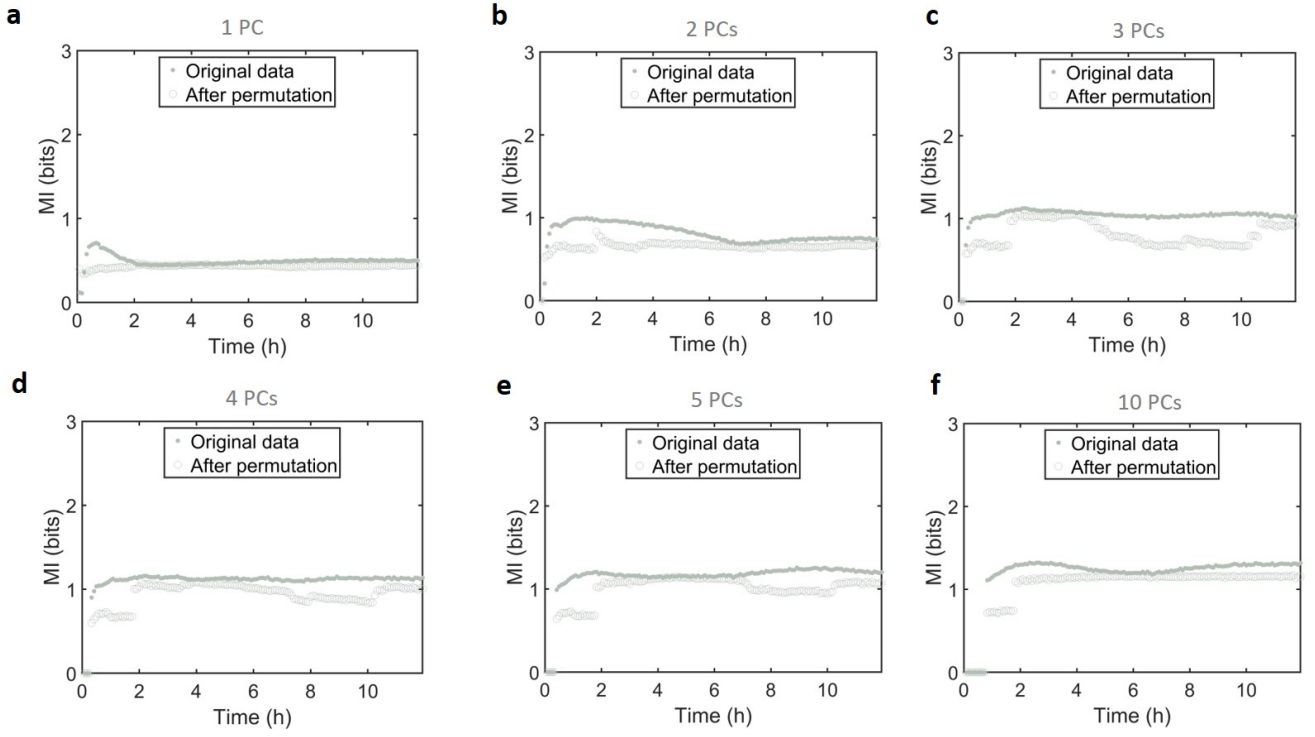 a
1 PC
3
2
1
0
MI (bits)
Original data
After permutation
0 2 4 6 8 10
Time (h)
b
2 PCs
3
2
1
0
MI (bits)
Original data
After permutation
0 2 4 6 8 10
Time (h)
c
3 PCs
3
2
1
0
MI (bits)
Original data
After permutation
0 2 4 6 8 10
Time (h)
d
4 PCs
3
2
1
0
MI (bits)
Original data
After permutation
0 2 4 6 8 10
Time (h)
e
5 PCs
3
2
1
0
MI (bits)
Original data
After permutation
0 2 4 6 8 10
Time (h)
f
10 PCs
3
2
1
0
MI (bits)
Original data
After permutation
0 2 4 6 8 10
Time (h)